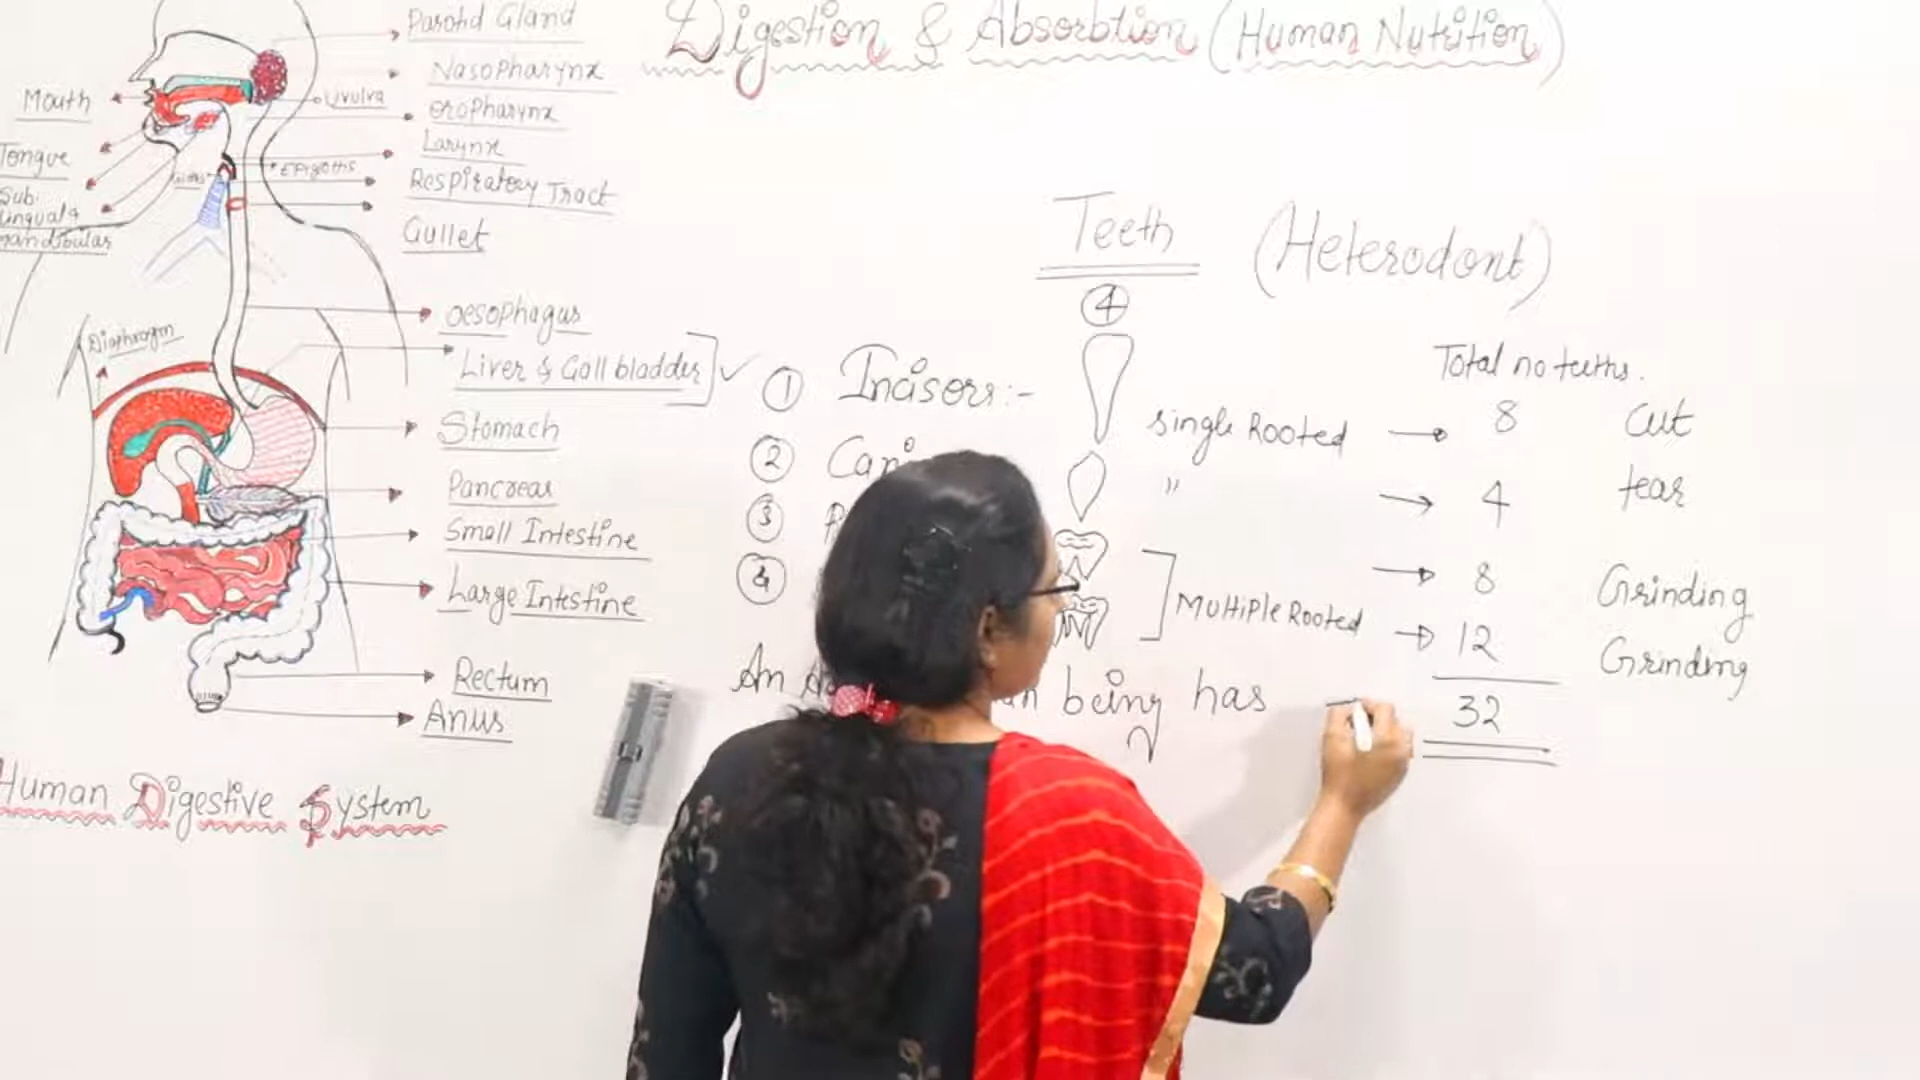 Digestion & Absorbtion (Human Nutrition)
Parotid Gland
Nasopharynx
Mouth
Uvulva
oropharynx
Larynx
Tongue
Epiglottis
Respiratory Tract
Sub
linqual &
mandibular
Gullet
oesophagus
Diaphragm
Liver & Gall bladder
Stomach
Pancreas
Small Intestine
Large Intestine
Rectum
Anus
Human Digestive System
Teeth (Heterodont)
4
Total no teeths.
1 Incisors:- single Rooted → 8 cut
2 Cani " → 4 tear
3 → 8 Grinding
4 Multiple Rooted → 12 Grinding
An being has 32